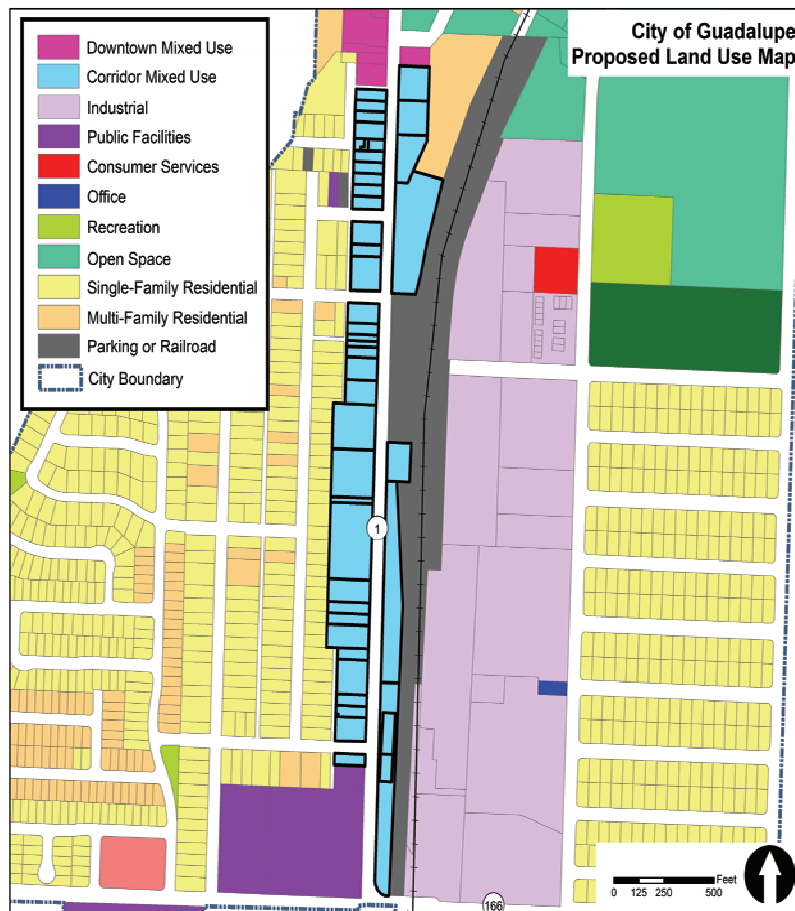 City of Guadalupe
Proposed Land Use Map
Downtown Mixed Use
Corridor Mixed Use
Industrial
Public Facilities
Consumer Services
Office
Recreation
Open Space
Single-Family Residential
Multi-Family Residential
Parking or Railroad
City Boundary
1
Feet
0 125 250 500
166